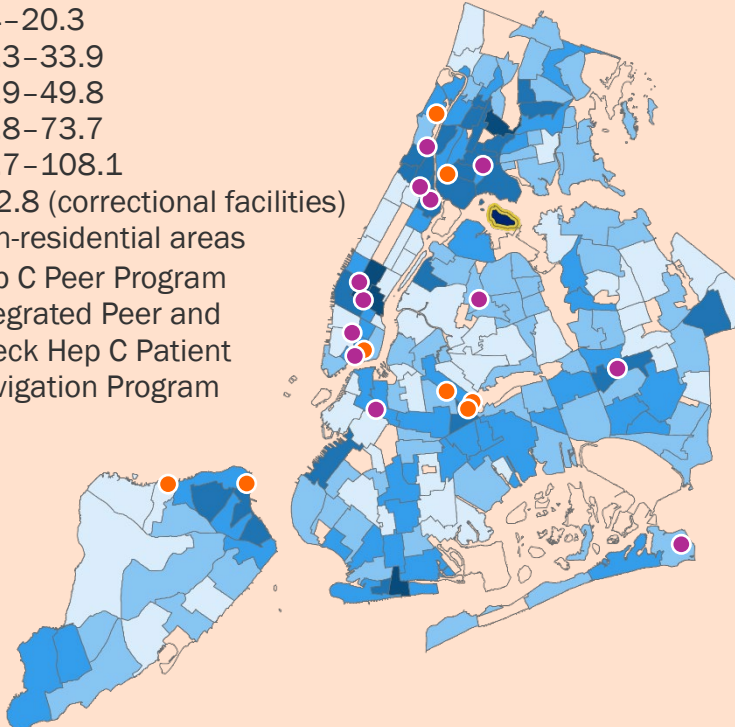 –20.3
3–33.9
9–49.8
8–73.7
7–108.1
2.8 (correctional facilities)
n-residential areas
C Peer Program
egrated Peer and
eck Hep C Patient
vigation Program